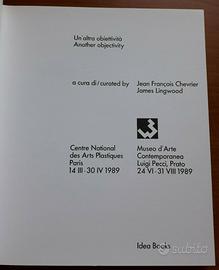 Un'altra obiettività
Another objectivity
a cura di / curated by
Jean François Chevrier
James Lingwood
Centre National
des Arts Plastiques
Paris
14 III - 30 IV 1989
Museo d'Arte
Contemporanea
Luigi Pecci, Prato
24 VI - 31 VIII 1989
Idea Books
subito